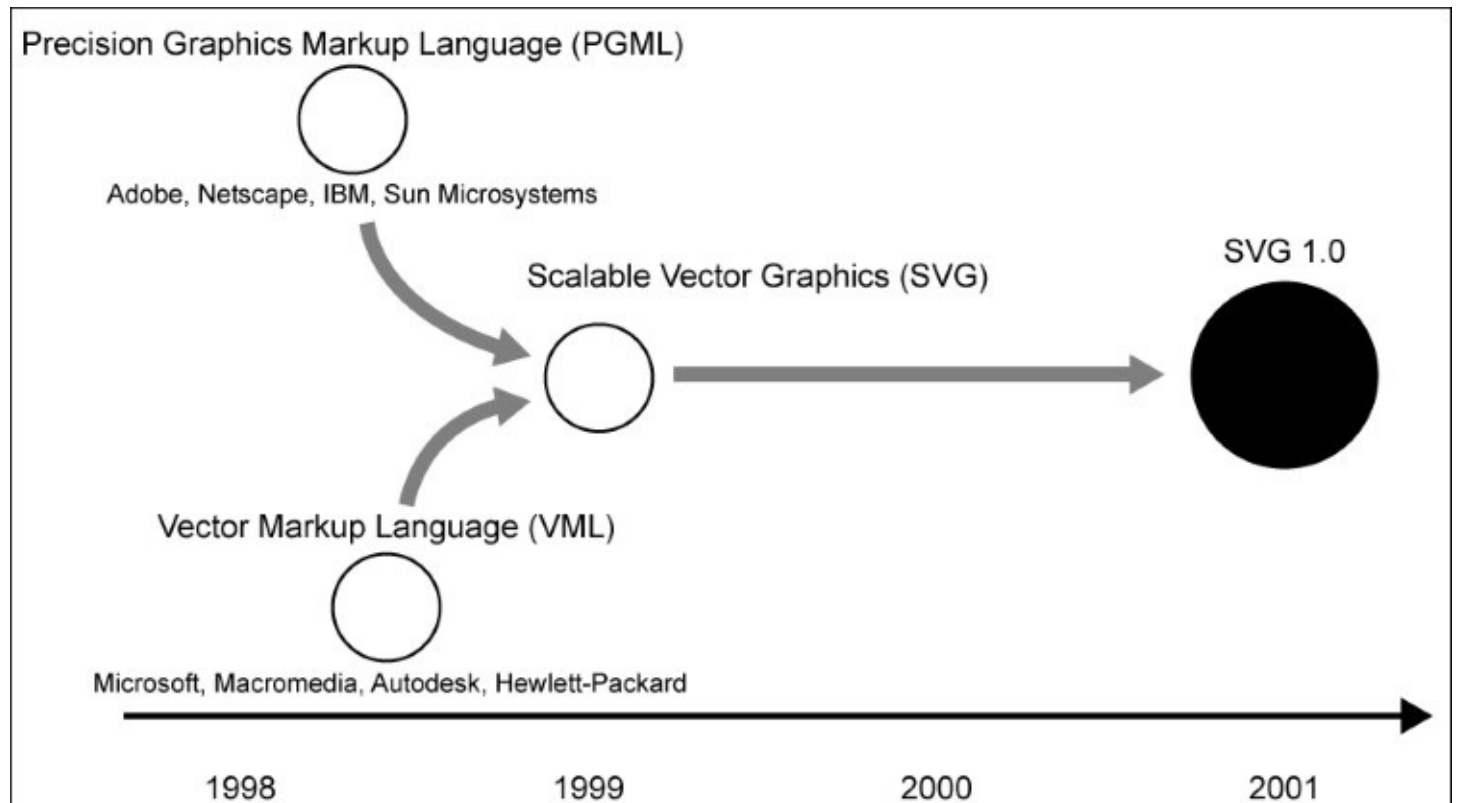 Precision Graphics Markup Language (PGML)
Adobe, Netscape, IBM, Sun Microsystems
SVG 1.0
Scalable Vector Graphics (SVG)
Vector Markup Language (VML)
Microsoft, Macromedia, Autodesk, Hewlett-Packard
1998 1999 2000 2001